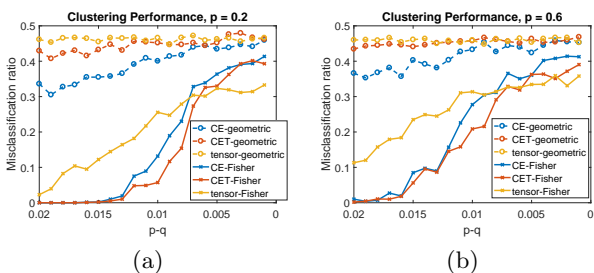 Clustering Performance, p = 0.2
Misclassification ratio
0.5
0.4
0.3
0.2
0.1
0
0.02
0.015
0.01
0.005
0
p-q
CE-geometric
CET-geometric
tensor-geometric
CE-Fisher
CET-Fisher
tensor-Fisher
(a)
Clustering Performance, p = 0.6
Misclassification ratio
0.5
0.4
0.3
0.2
0.1
0
0.02
0.015
0.01
0.005
0
p-q
CE-geometric
CET-geometric
tensor-geometric
CE-Fisher
CET-Fisher
tensor-Fisher
(b)